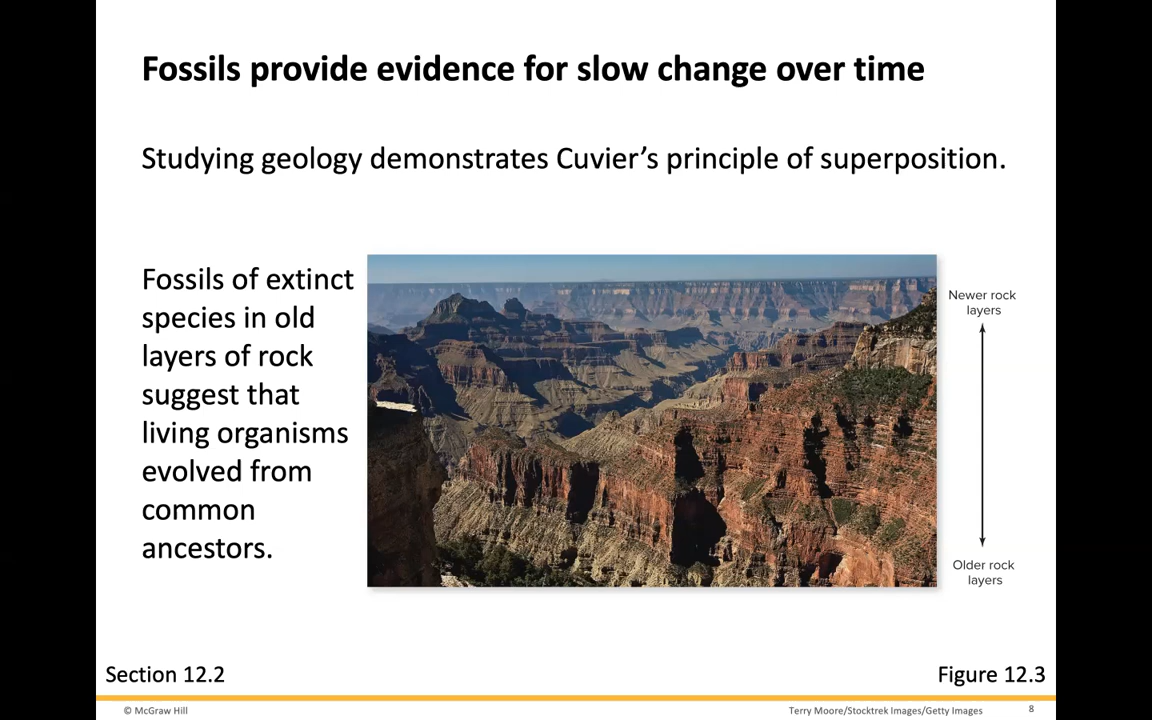 Fossils provide evidence for slow change over time
Studying geology demonstrates Cuvier's principle of superposition.
Fossils of extinct
species in old
layers of rock
suggest that
living organisms
evolved from
common
ancestors.
Newer rock
layers
Older rock
layers
Section 12.2
Figure 12.3
© McGraw Hill
Terry Moore/Stocktrek Images/Getty Images
8